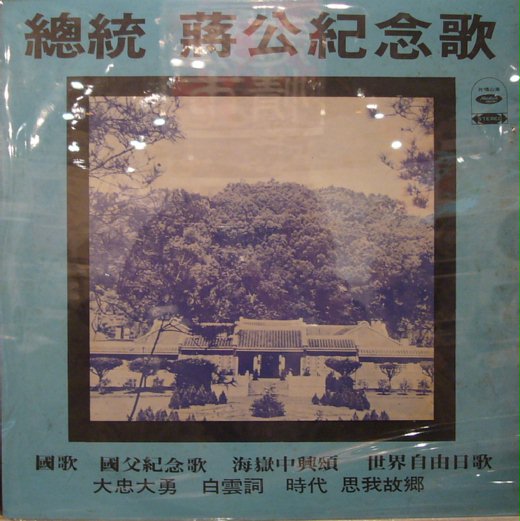 總統 蔣公紀念歌
STEREO
國歌 國父紀念歌 海嶽中興頌 世界自由日歌
大忠大勇 白雲詞 時代 思我故鄉